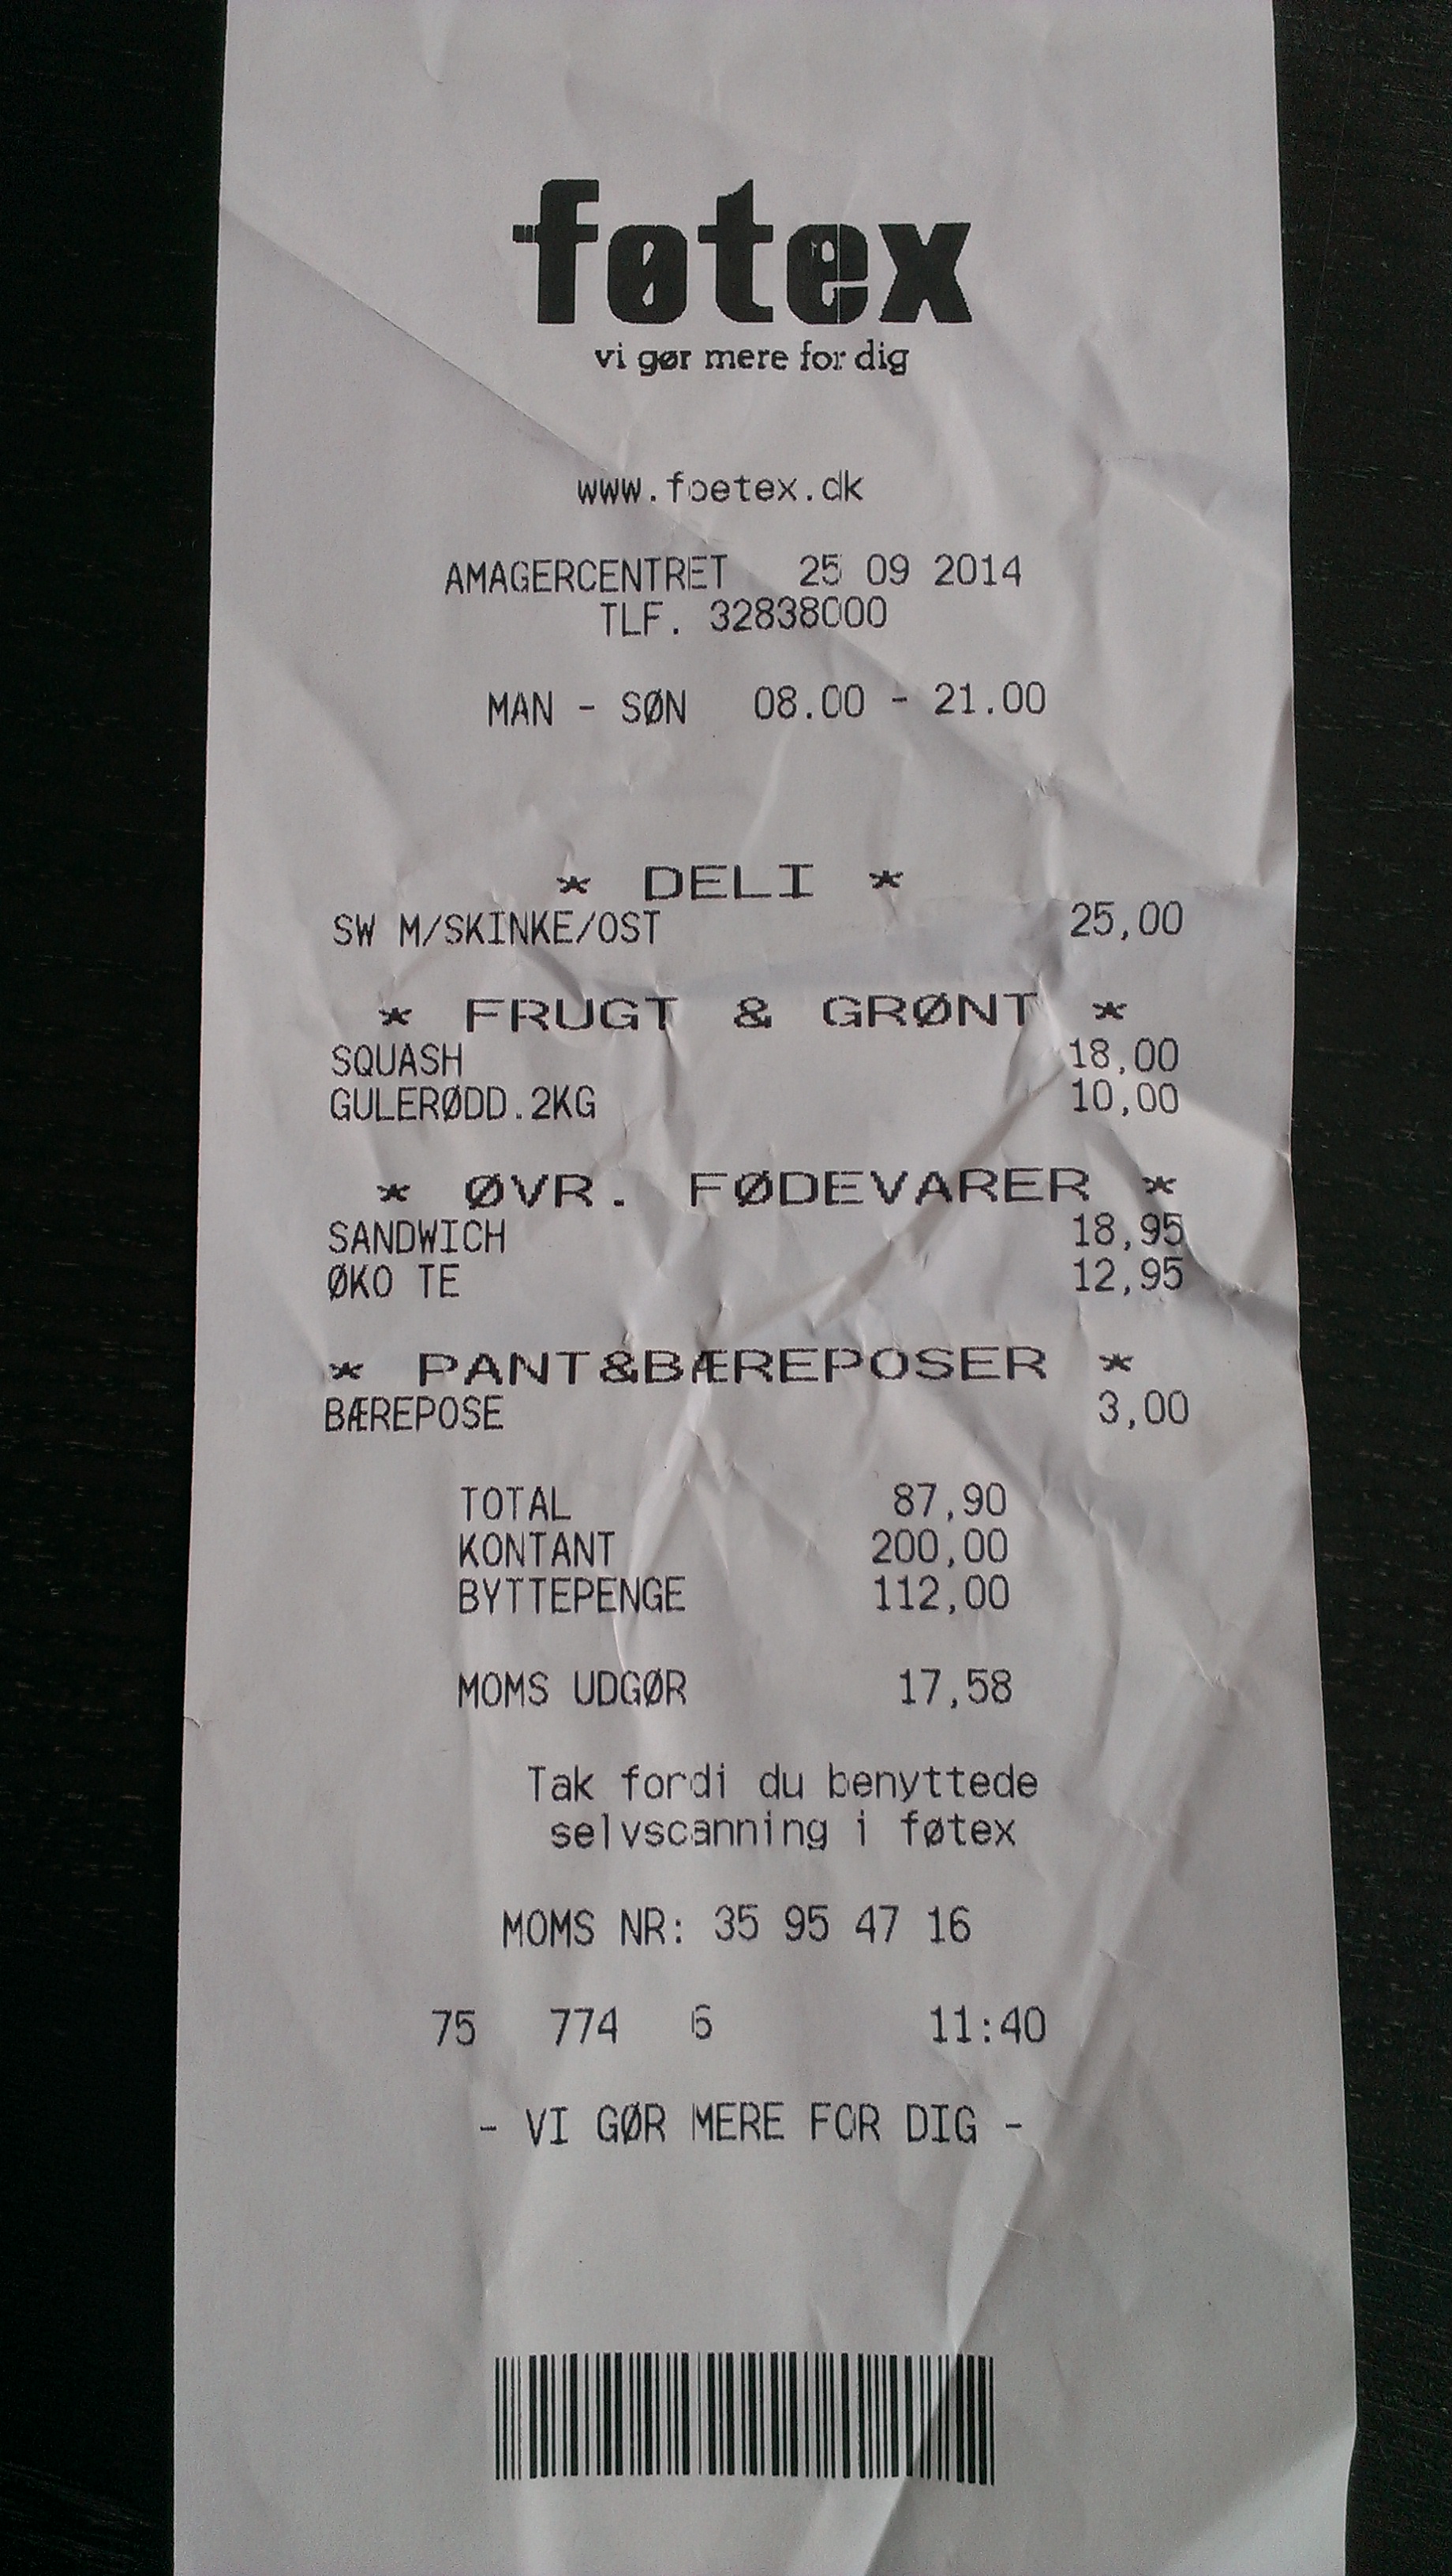 føtex
vi gør mere for dig
www.foetex.dk
AMAGERCENTRET 25 09 2014
TLF. 32838000
MAN - SØN 08.00 - 21.00
* DELI *
SW M/SKINKE/OST 25,00
* FRUGT & GRØNT *
SQUASH 18,00
GULERØDD.2KG 10,00
* ØVR. FØDEVARER *
SANDWICH 18,95
ØKO TE 12,95
* PANT&BÆREPOSER *
BÆREPOSE 3,00
TOTAL 87,90
KONTANT 200,00
BYTTEPENGE 112,00
MOMS UDGØR 17,58
Tak fordi du benyttede
selvscanning i føtex
MOMS NR: 35 95 47 16
75 774 6 11:40
- VI GØR MERE FOR DIG -